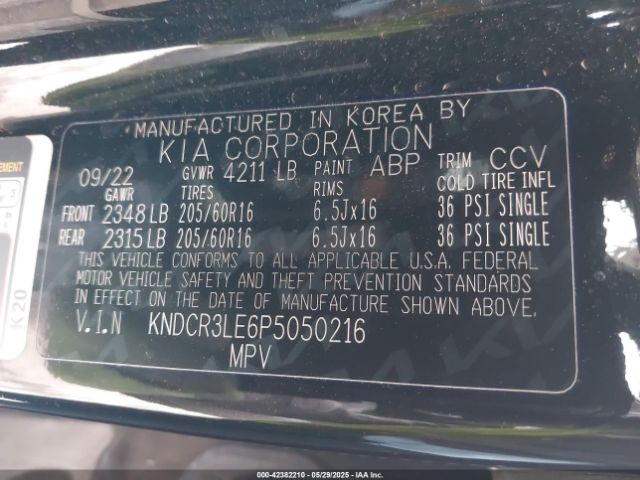 MANUFACTURED IN KOREA BY
KIA CORPORATION
09/22 GVWR 4211 LB PAINT ABP TRIM CCV
GAWR TIRES RIMS COLD TIRE INFL
FRONT 2348 LB 205/60R16 6.5Jx16 36 PSI SINGLE
REAR 2315 LB 205/60R16 6.5Jx16 36 PSI SINGLE
THIS VEHICLE CONFORMS TO ALL APPLICABLE U.S.A. FEDERAL
MOTOR VEHICLE SAFETY AND THEFT PREVENTION STANDARDS
IN EFFECT ON THE DATE OF MANUFACTURE SHOWN ABOVE.
V.I.N KNDCR3LE6P5050216
MPV
K20
000-42382210 - 05/29/2025 - IAA Inc.